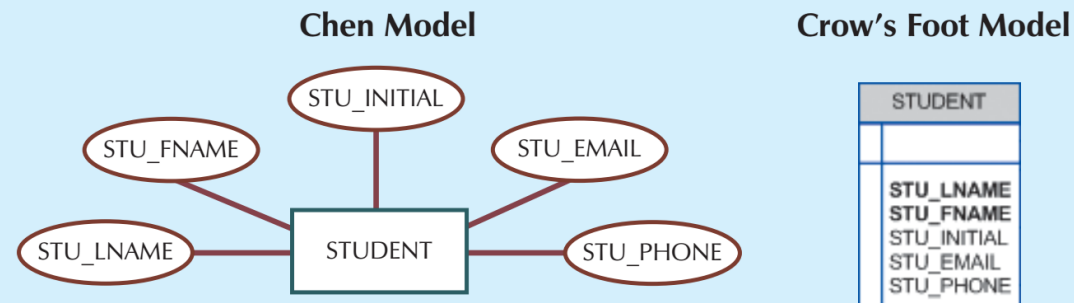 Chen Model
STU_INITIAL
STU_FNAME
STU_EMAIL
STU_LNAME
STUDENT
STU_PHONE
Crow's Foot Model
STUDENT
STU_LNAME
STU_FNAME
STU_INITIAL
STU_EMAIL
STU_PHONE